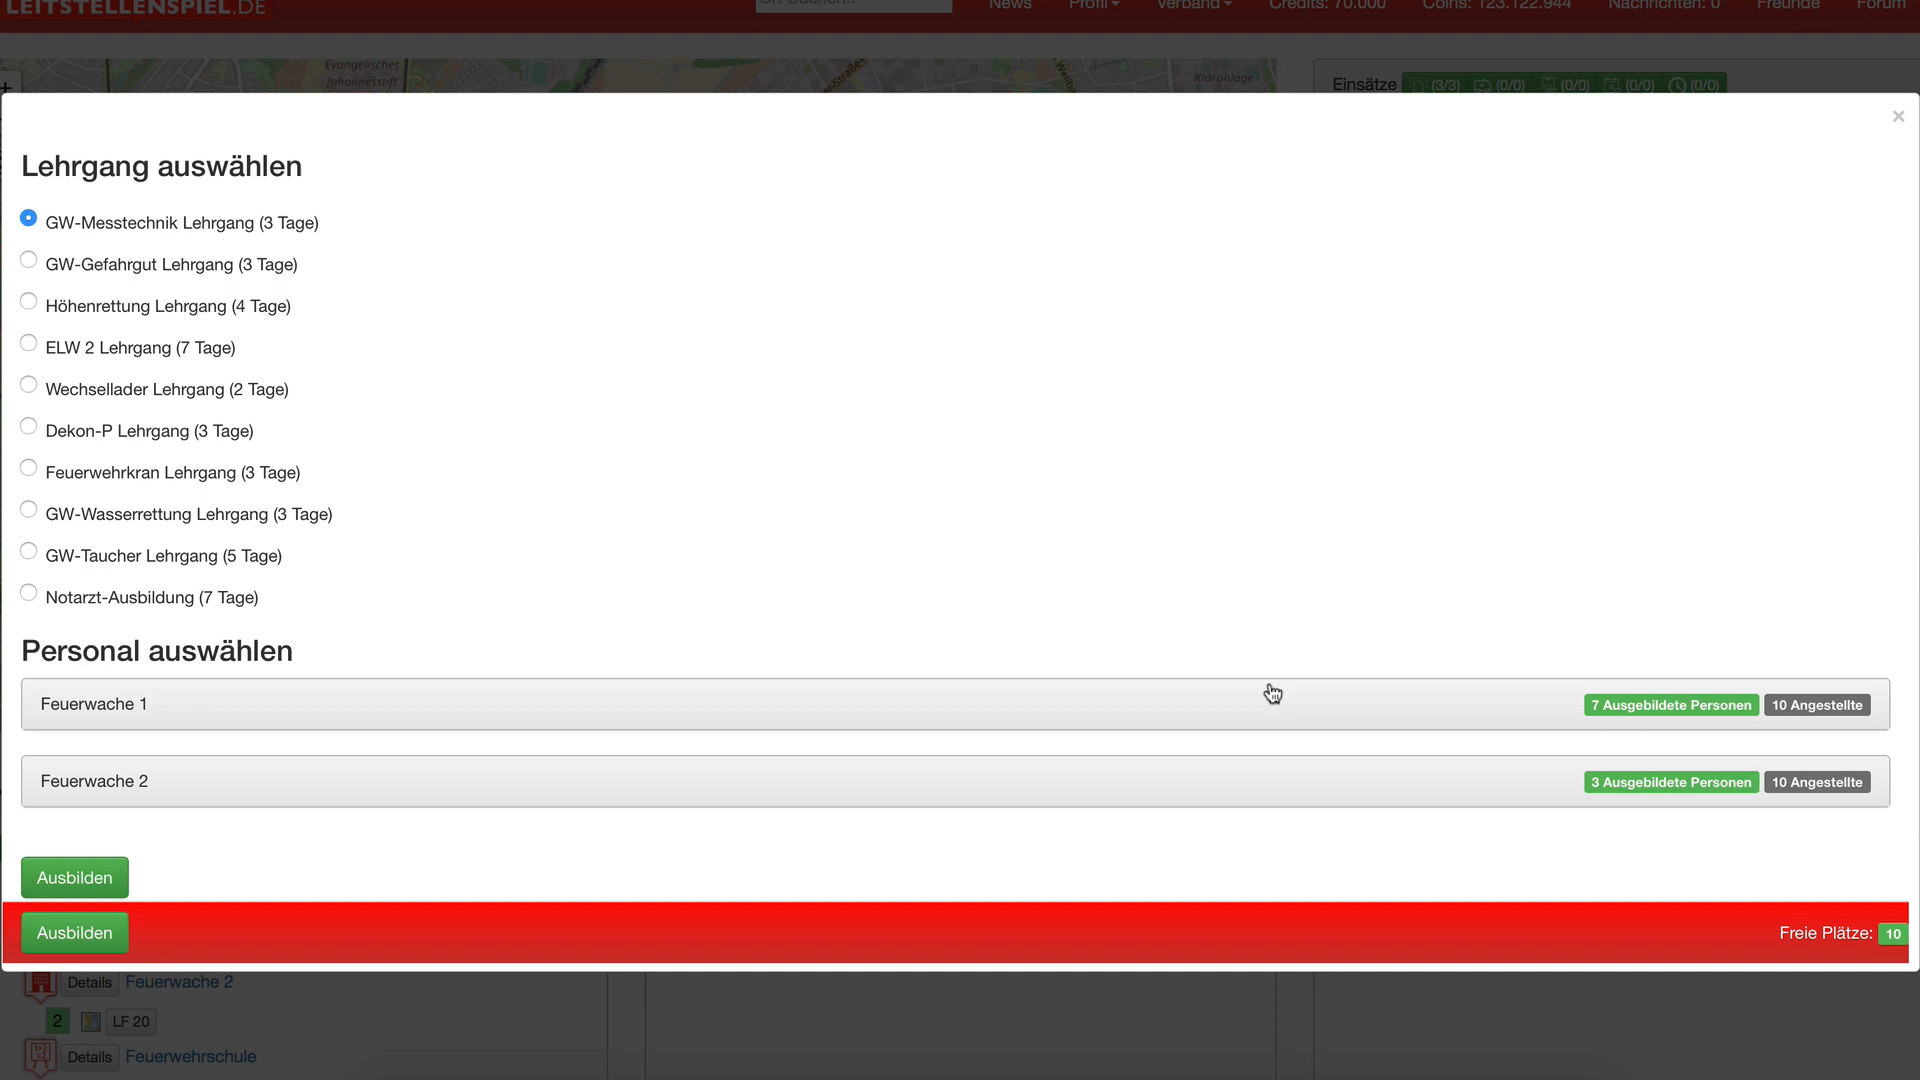 LEITSTELLENSPIEL.DE
Ort Suchen.. News Profil Verband Credits: 70.000 Coins: 123.122.944 Nachrichten: 0 Freunde Forum
Evangelisches
Johannesstift
Kläranlage
+
Einsätze (3/3) (0/0) (0/0) (0/0) (0/0)
×
Lehrgang auswählen
GW-Messtechnik Lehrgang (3 Tage)
GW-Gefahrgut Lehrgang (3 Tage)
Höhenrettung Lehrgang (4 Tage)
ELW 2 Lehrgang (7 Tage)
Wechsellader Lehrgang (2 Tage)
Dekon-P Lehrgang (3 Tage)
Feuerwehrkran Lehrgang (3 Tage)
GW-Wasserrettung Lehrgang (3 Tage)
GW-Taucher Lehrgang (5 Tage)
Notarzt-Ausbildung (7 Tage)
Personal auswählen
Feuerwache 1 7 Ausgebildete Personen 10 Angestellte
Feuerwache 2 3 Ausgebildete Personen 10 Angestellte
Ausbilden
Ausbilden Freie Plätze: 10
Details Feuerwache 2
2 LF 20
Details Feuerwehrschule